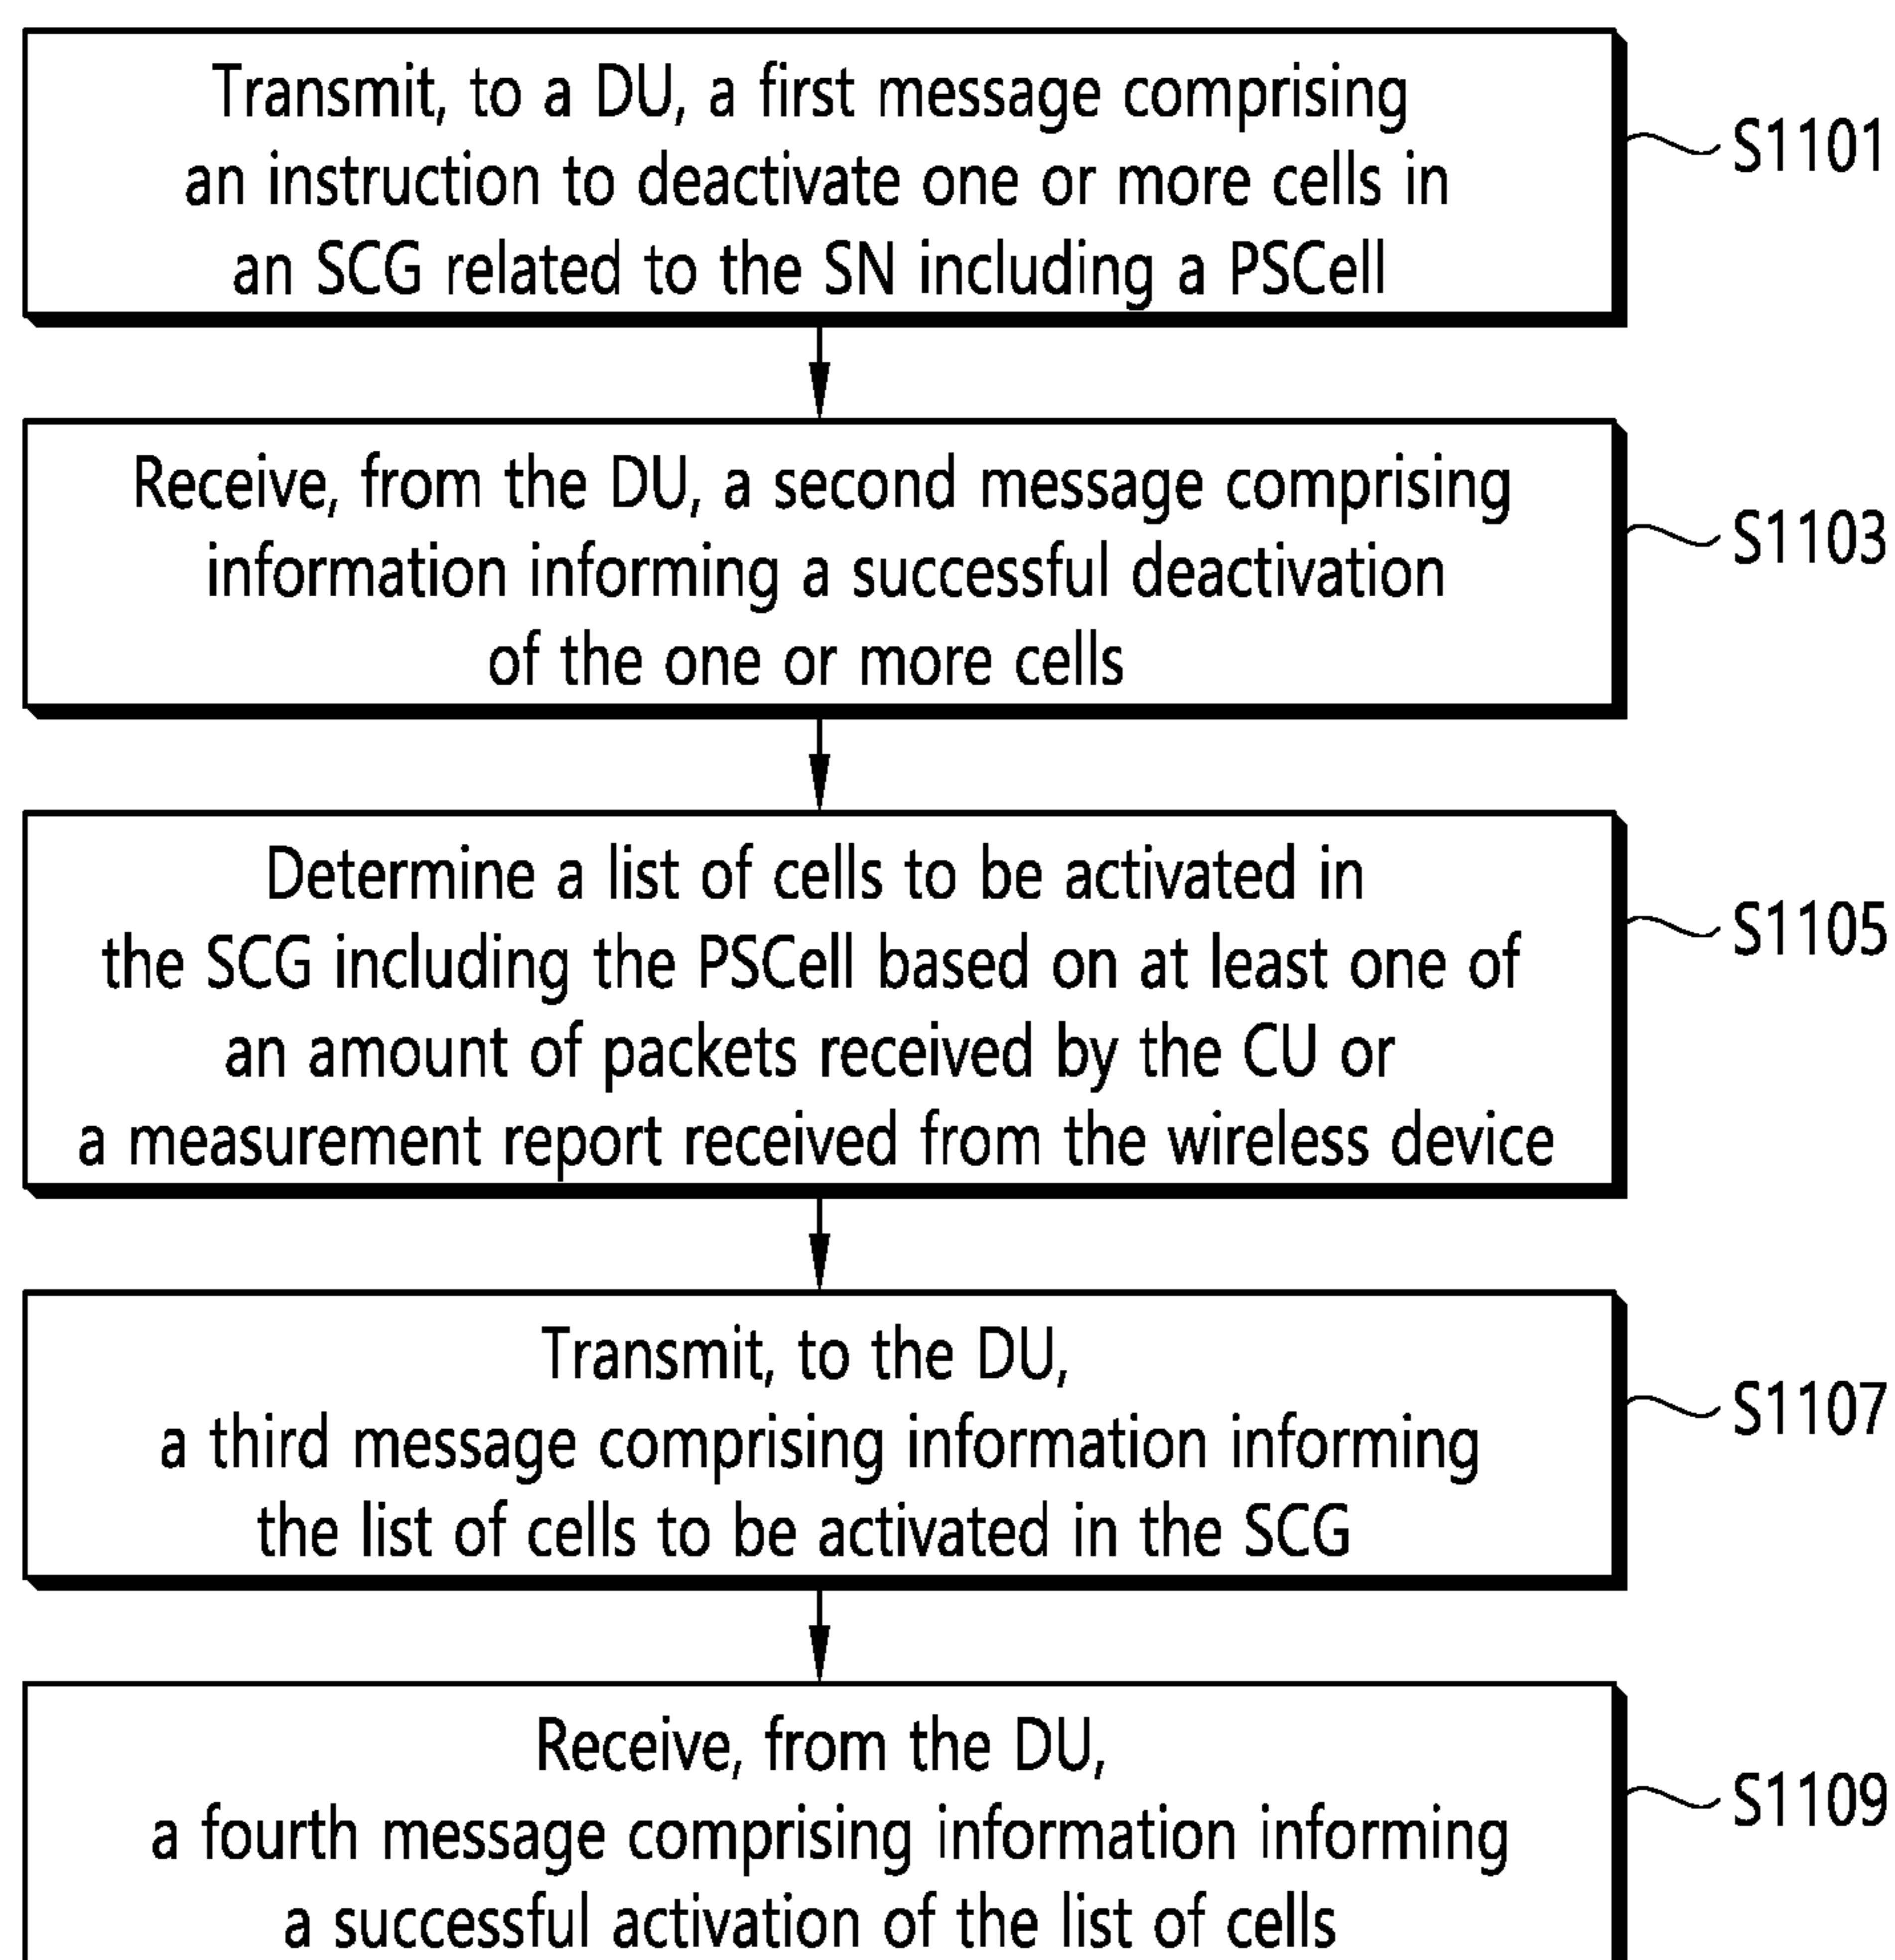 Transmit, to a DU, a first message comprising
an instruction to deactivate one or more cells in
an SCG related to the SN including a PSCell
S1101
Receive, from the DU, a second message comprising
information informing a successful deactivation
of the one or more cells
S1103
Determine a list of cells to be activated in
the SCG including the PSCell based on at least one of
an amount of packets received by the CU or
a measurement report received from the wireless device
S1105
Transmit, to the DU,
a third message comprising information informing
the list of cells to be activated in the SCG
S1107
Receive, from the DU,
a fourth message comprising information informing
a successful activation of the list of cells
S1109